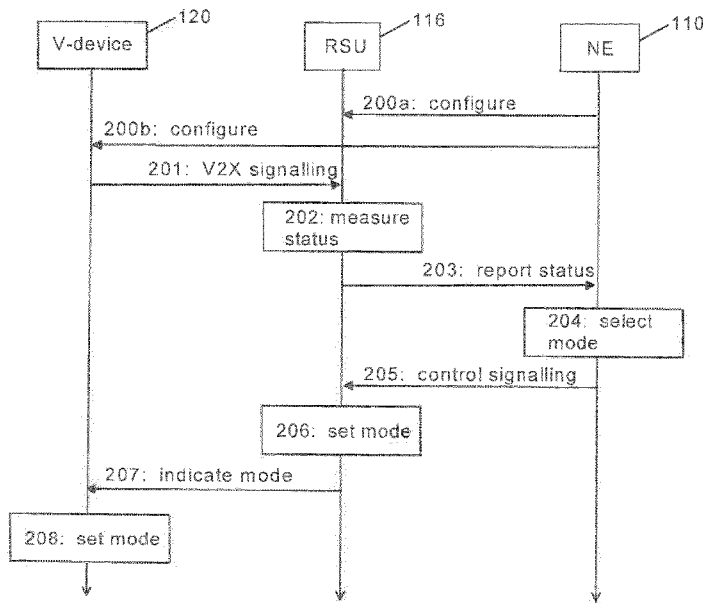 120
116
110
V-device
RSU
NE
200a: configure
200b: configure
201: V2X signalling
202: measure
status
203: report status
204: select
mode
205: control signalling
206: set mode
207: indicate mode
208: set mode